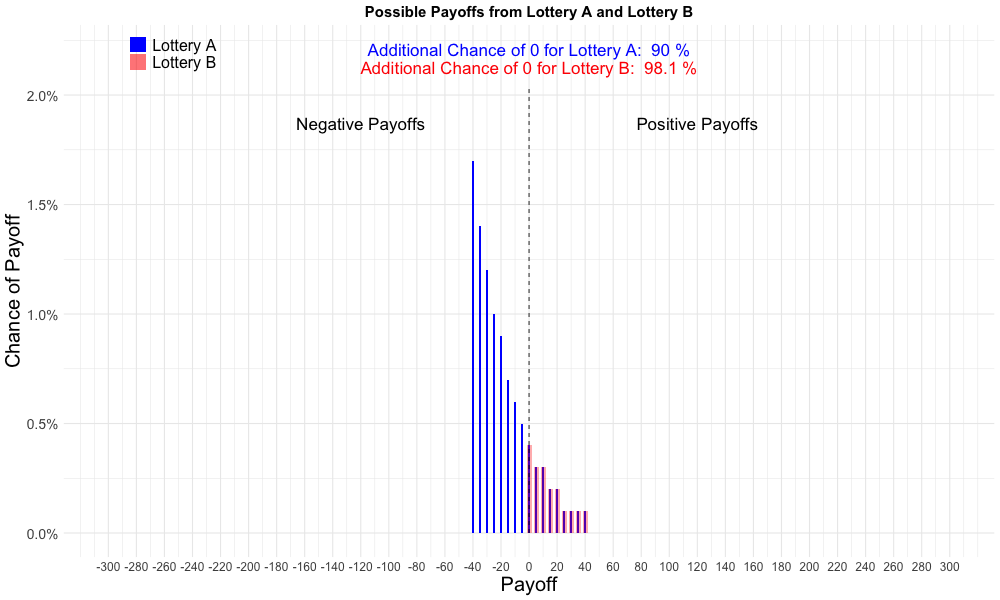 Possible Payoffs from Lottery A and Lottery B
Lottery A
Lottery B
Additional Chance of 0 for Lottery A: 90 %
Additional Chance of 0 for Lottery B: 98.1 %
Negative Payoffs
Positive Payoffs
Chance of Payoff
2.0%
1.5%
1.0%
0.5%
0.0%
-300 -280 -260 -240 -220 -200 -180 -160 -140 -120 -100 -80 -60 -40 -20 0 20 40 60 80 100 120 140 160 180 200 220 240 260 280 300
Payoff